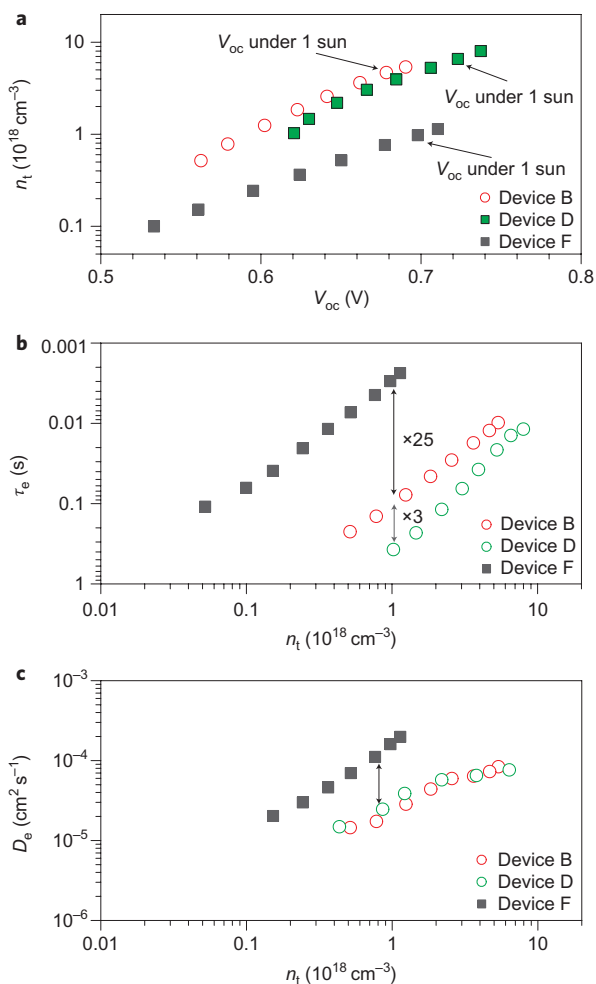 a
10
1
0.1
n_t (10^18 cm^−3)
V_oc under 1 sun
V_oc under 1 sun
V_oc under 1 sun
Device B
Device D
Device F
0.5
0.6
0.7
0.8
V_oc (V)
b
0.001
0.01
0.1
1
τ_e (s)
×25
×3
Device B
Device D
Device F
0.01
0.1
1
10
n_t (10^18 cm^−3)
c
10^−3
10^−4
10^−5
10^−6
D_e (cm^2 s^−1)
Device B
Device D
Device F
0.01
0.1
1
10
n_t (10^18 cm^−3)